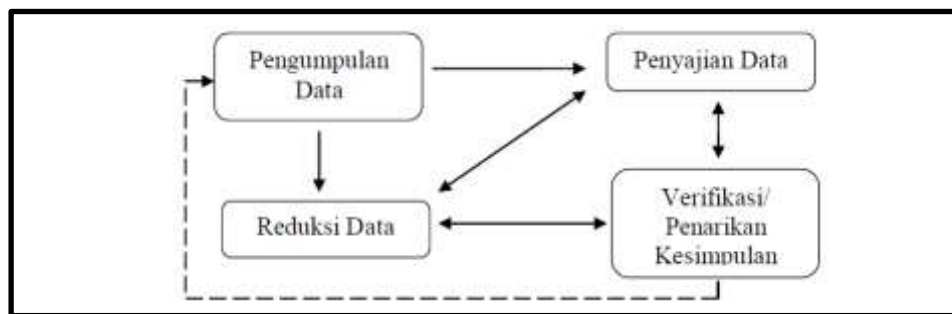 Pengumpulan
Data
Penyajian Data
Reduksi Data
Verifikasi/
Penarikan
Kesimpulan